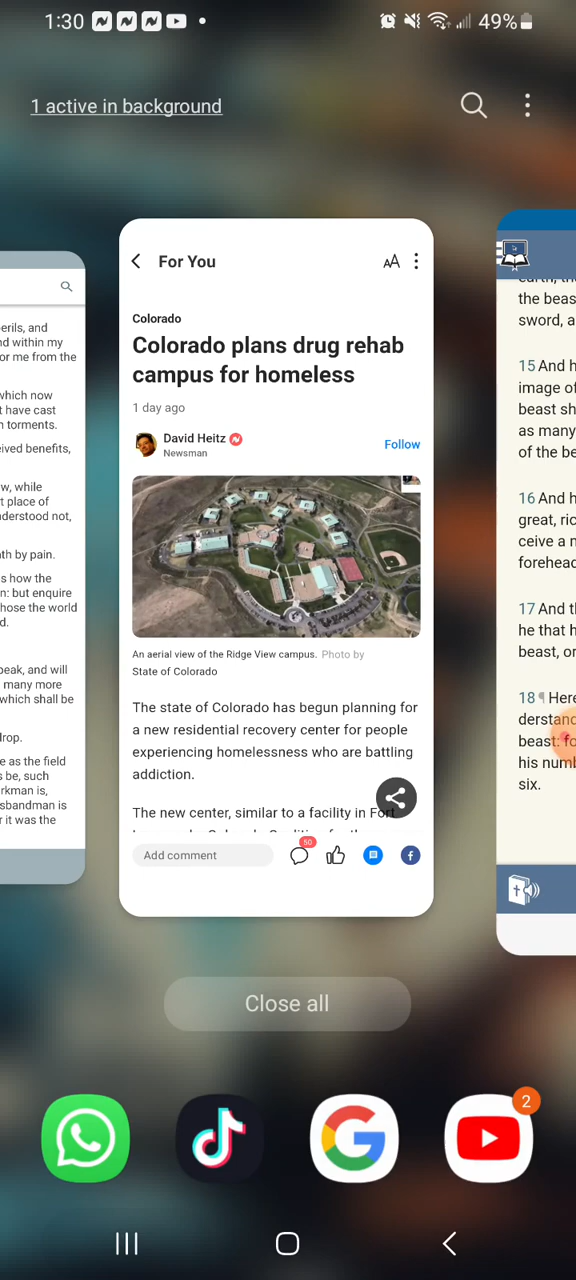 1:30
49%
1 active in background
erils, and
nd within my
or me from the
which now
t have cast
n torments.
eived benefits,
w, while
t place of
nderstood not,
th by pain.
s how the
n: but enquire
hose the world
d.
peak, and will
many more
which shall be
drop.
e as the field
s be, such
rkman is,
sbandman is
r it was the
For You
AA
Colorado
Colorado plans drug rehab
campus for homeless
1 day ago
David Heitz
Newsman
Follow
An aerial view of the Ridge View campus. Photo by
State of Colorado
The state of Colorado has begun planning for
a new residential recovery center for people
experiencing homelessness who are battling
addiction.
The new center, similar to a facility in Fort
Add comment
50
the beas
sword, a
15 And h
image of
beast sh
as many
of the be
16 And h
great, ric
ceive a m
forehead
17 And th
he that h
beast, or
18 ¶ Here
derstand
beast: fo
his numb
six.
Close all
2